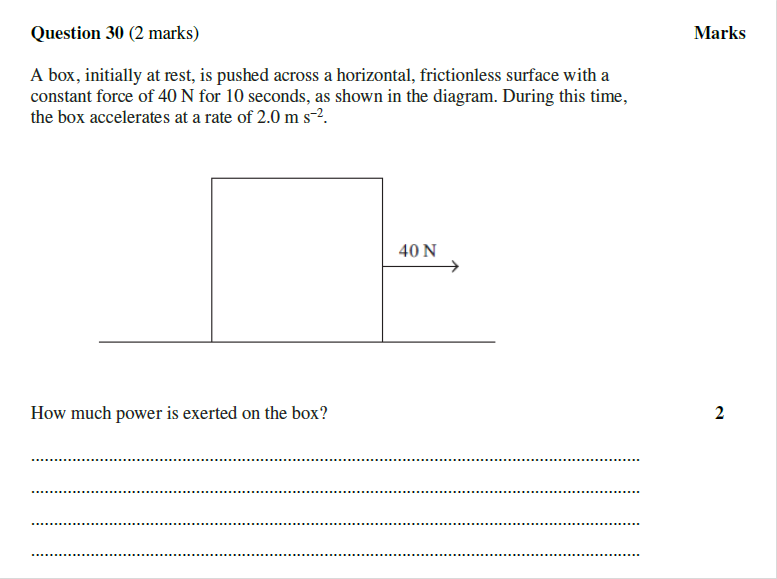 Question 30 (2 marks) Marks
A box, initially at rest, is pushed across a horizontal, frictionless surface with a
constant force of 40 N for 10 seconds, as shown in the diagram. During this time,
the box accelerates at a rate of 2.0 m s⁻².
40 N
How much power is exerted on the box? 2